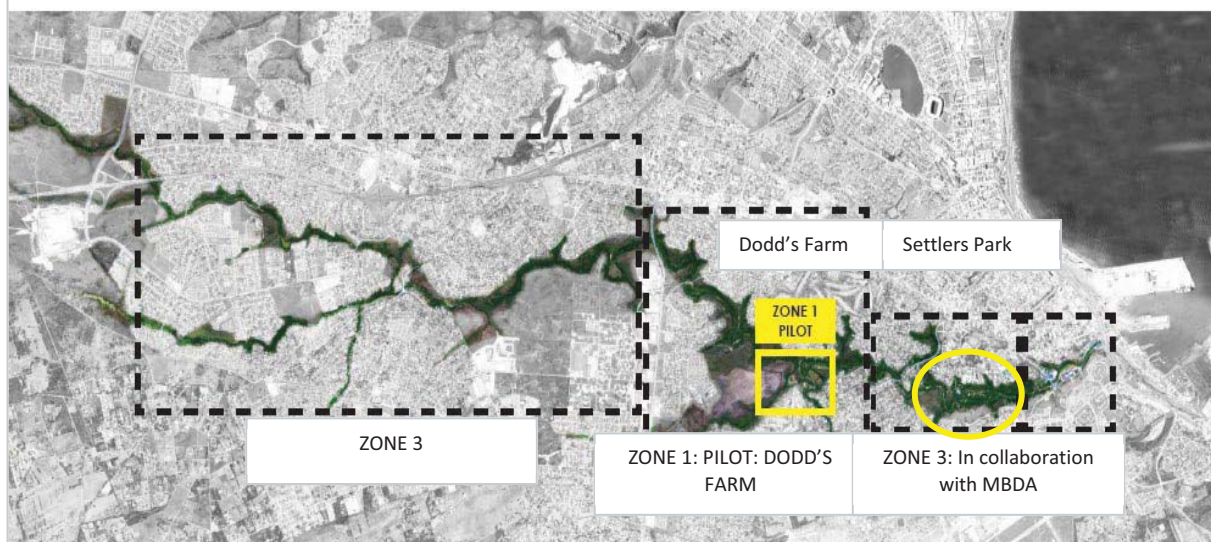 Dodd's Farm
Settlers Park
ZONE 1
PILOT
ZONE 3
ZONE 1: PILOT: DODD'S
FARM
ZONE 3: In collaboration
with MBDA